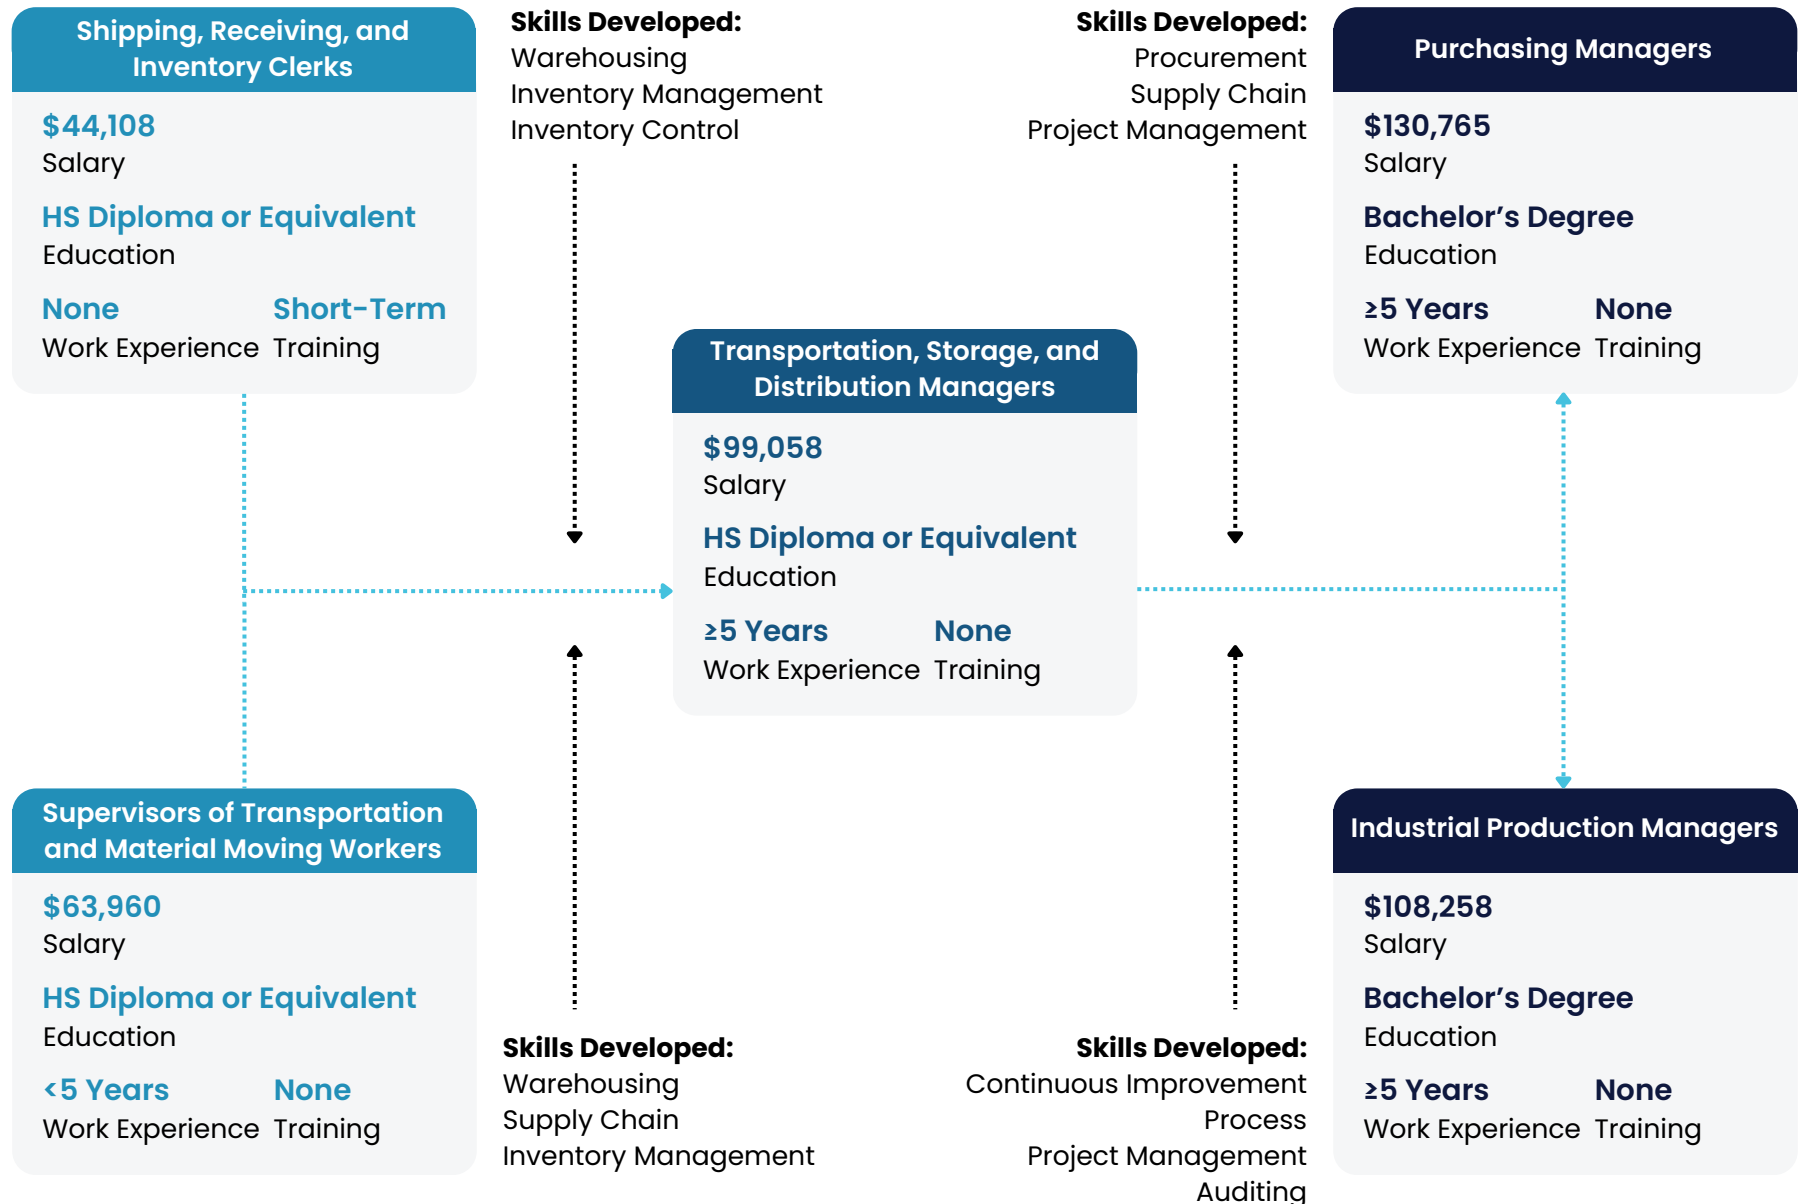 Shipping, Receiving, and
Inventory Clerks
$44,108
Salary
HS Diploma or Equivalent
Education
None
Work Experience
Short-Term
Training
Skills Developed:
Warehousing
Inventory Management
Inventory Control
Skills Developed:
Procurement
Supply Chain
Project Management
Purchasing Managers
$130,765
Salary
Bachelor's Degree
Education
≥5 Years
Work Experience
None
Training
Transportation, Storage, and
Distribution Managers
$99,058
Salary
HS Diploma or Equivalent
Education
≥5 Years
Work Experience
None
Training
Supervisors of Transportation
and Material Moving Workers
$63,960
Salary
HS Diploma or Equivalent
Education
<5 Years
Work Experience
None
Training
Skills Developed:
Warehousing
Supply Chain
Inventory Management
Skills Developed:
Continuous Improvement
Process
Project Management
Auditing
Industrial Production Managers
$108,258
Salary
Bachelor's Degree
Education
≥5 Years
Work Experience
None
Training